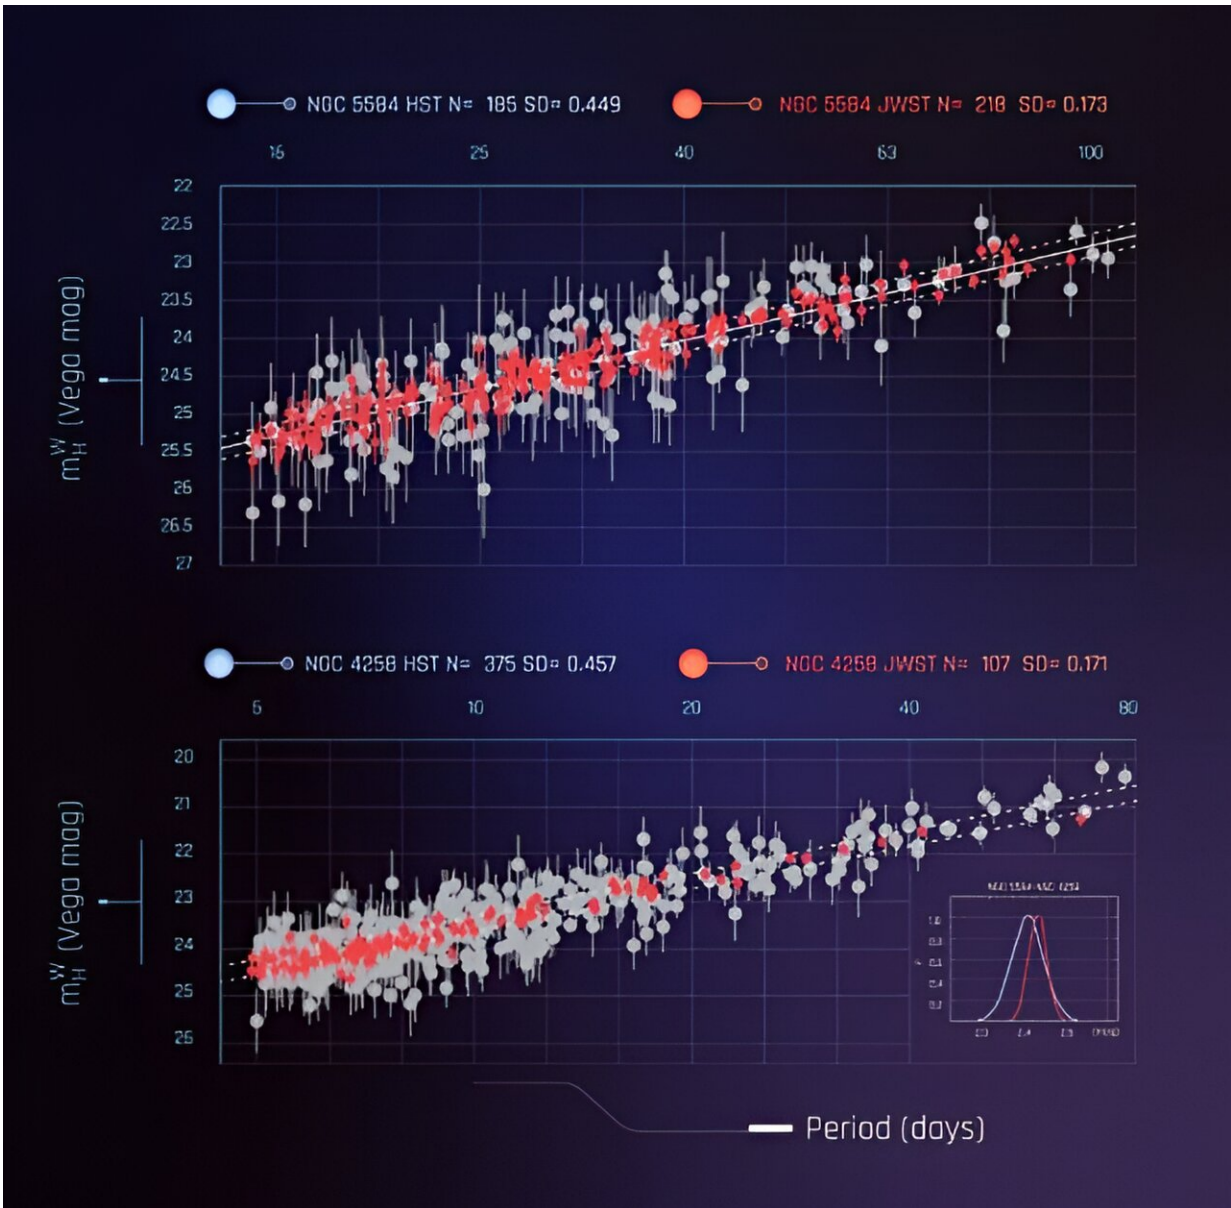 NGC 5584 HST N= 185 SD= 0.449
NGC 5584 JWST N= 218 SD= 0.173
16 25 40 63 100
22
22.5
23
23.5
24
24.5
25
25.5
26
26.5
27
m_H^W (Vega mag)
NGC 4258 HST N= 375 SD= 0.457
NGC 4258 JWST N= 107 SD= 0.171
5 10 20 40 80
20
21
22
23
24
25
26
m_H^W (Vega mag)
Period (days)